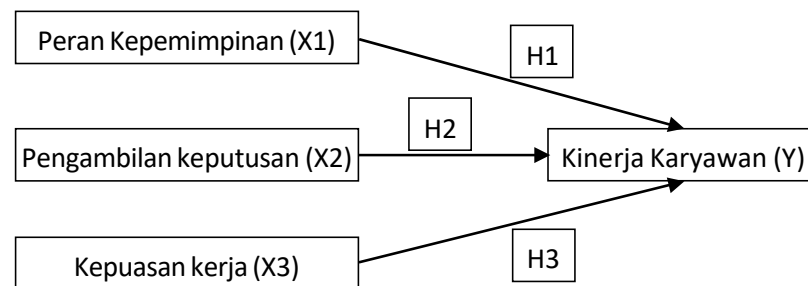 Peran Kepemimpinan (X1)
H1
H2
Pengambilan keputusan (X2)
Kinerja Karyawan (Y)
Kepuasan kerja (X3)
H3